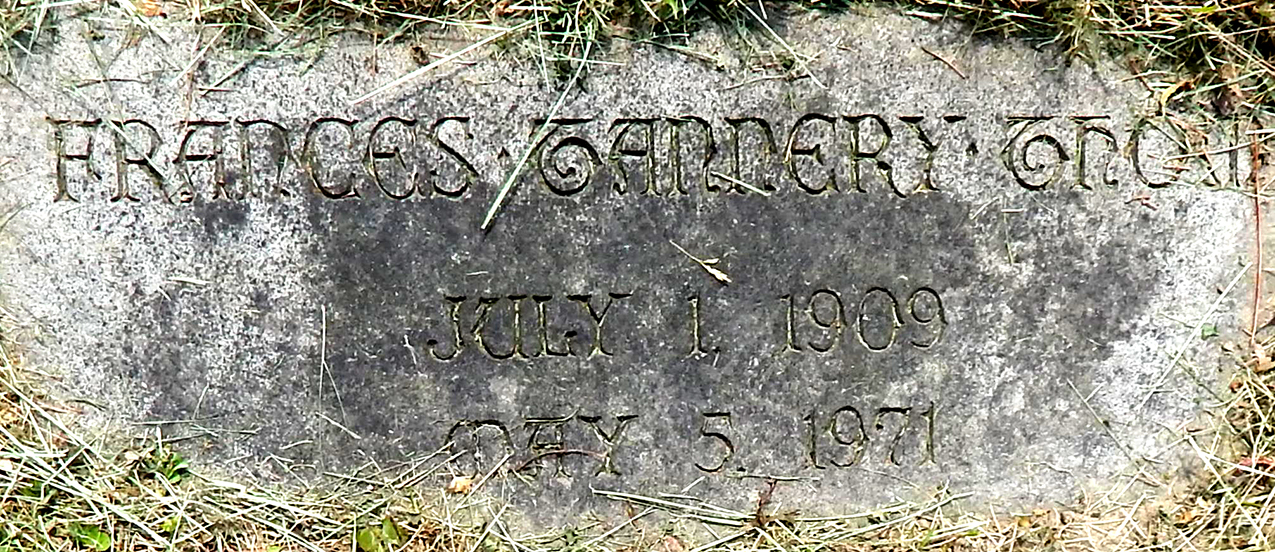 FRANCES · TANNERY ·
JULY 1, 1909
MAY 5, 1971